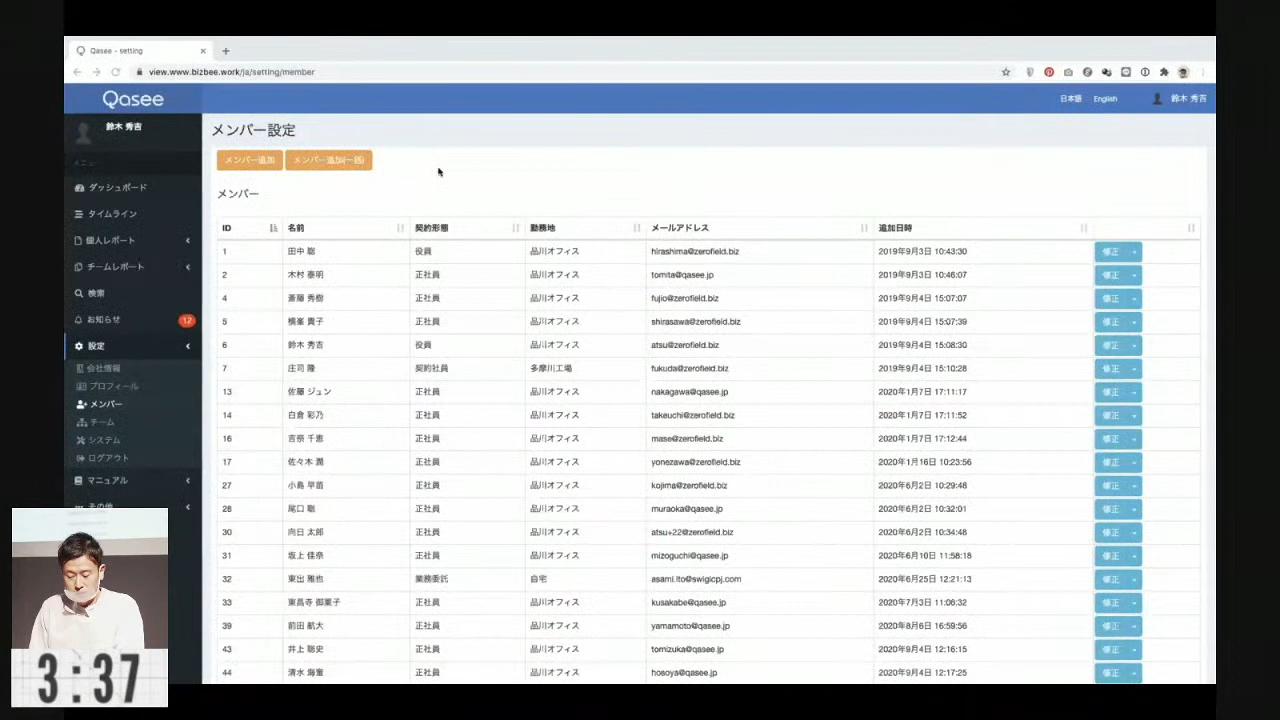 Qasee - setting
view.www.bizbee.work/ja/setting/member
Qasee
日本語 English 鈴木 秀吉
鈴木 秀吉
メニュー
ダッシュボード
タイムライン
個人レポート
チームレポート
検索
お知らせ 12
設定
会社情報
プロフィール
メンバー
チーム
システム
ログアウト
マニュアル
その他
メンバー設定
メンバー追加 メンバー追加(一括)
メンバー
ID 名前 契約形態 勤務地 メールアドレス 追加日時
1 田中 聡 役員 品川オフィス hirashima@zerofield.biz 2019年9月3日 10:43:30 修正
2 木村 泰明 正社員 品川オフィス tomita@qasee.jp 2019年9月3日 10:46:07 修正
4 斎藤 秀樹 正社員 品川オフィス fujio@zerofield.biz 2019年9月4日 15:07:07 修正
5 横峯 貴子 正社員 品川オフィス shirasawa@zerofield.biz 2019年9月4日 15:07:39 修正
6 鈴木 秀吉 役員 品川オフィス atsu@zerofield.biz 2019年9月4日 15:08:30 修正
7 庄司 隆 契約社員 多摩川工場 fukuda@zerofield.biz 2019年9月4日 15:10:28 修正
13 佐藤 ジュン 正社員 品川オフィス nakagawa@qasee.jp 2020年1月7日 17:11:17 修正
14 白倉 彩乃 正社員 品川オフィス takeuchi@zerofield.biz 2020年1月7日 17:11:52 修正
16 吉奈 千恵 正社員 品川オフィス mase@zerofield.biz 2020年1月7日 17:12:44 修正
17 佐々木 潤 正社員 品川オフィス yonezawa@zerofield.biz 2020年1月16日 10:23:56 修正
27 小島 早苗 正社員 品川オフィス kojima@zerofield.biz 2020年6月2日 10:29:48 修正
28 尾口 聡 正社員 品川オフィス muraoka@qasee.jp 2020年6月2日 10:32:01 修正
30 向日 太郎 正社員 品川オフィス atsu+22@zerofield.biz 2020年6月2日 10:34:48 修正
31 坂上 佳奈 正社員 品川オフィス mizoguchi@qasee.jp 2020年6月10日 11:58:18 修正
32 東出 雅也 業務委託 自宅 asami.ito@swigicpj.com 2020年6月25日 12:21:13 修正
33 東昌寺 御菓子 正社員 品川オフィス kusakabe@qasee.jp 2020年7月3日 11:06:32 修正
39 前田 航大 正社員 品川オフィス yamamoto@qasee.jp 2020年8月6日 16:59:56 修正
43 井上 聡史 正社員 品川オフィス tomizuka@qasee.jp 2020年9月4日 12:16:15 修正
44 清水 海童 正社員 品川オフィス hosoya@qasee.jp 2020年9月4日 12:17:25 修正
3:37